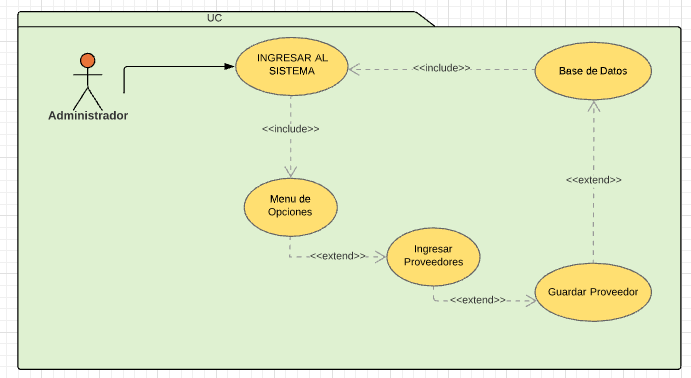 UC
INGRESAR AL
SISTEMA
<<include>>
Base de Datos
Administrador
<<include>>
<<extend>>
Menu de
Opciones
Ingresar
Proveedores
<<extend>>
Guardar Proveedor
<<extend>>